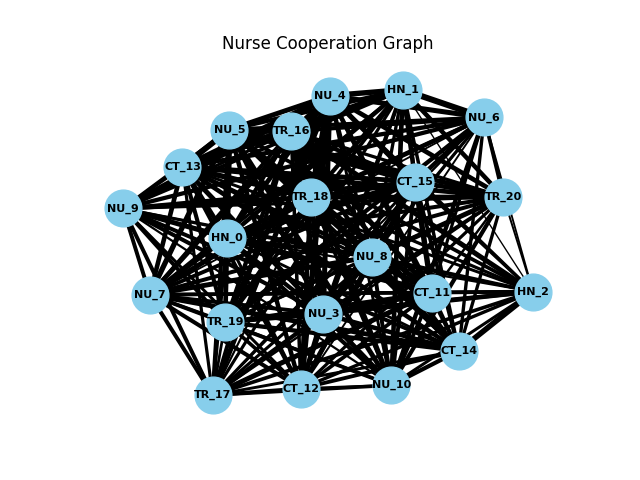 Nurse Cooperation Graph
HN_1
NU_4
NU_6
NU_5
TR_16
CT_13
CT_15
TR_18
TR_20
NU_9
HN_0
NU_8
HN_2
CT_11
NU_7
NU_3
TR_19
CT_14
NU_10
CT_12
TR_17